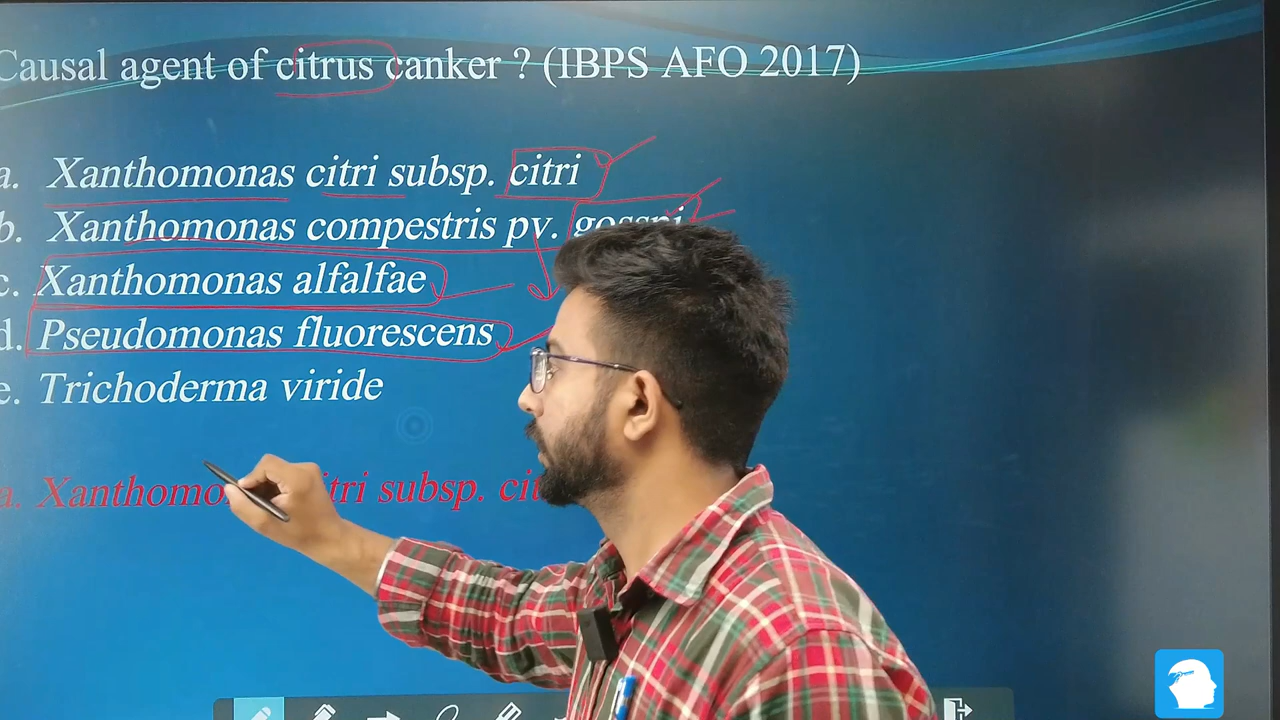 Causal agent of citrus canker ? (IBPS AFO 2017)
a. Xanthomonas citri subsp. citri
b. Xanthomonas compestris pv.
c. Xanthomonas alfalfae
d. Pseudomonas fluorescens
e. Trichoderma viride
a. subsp.